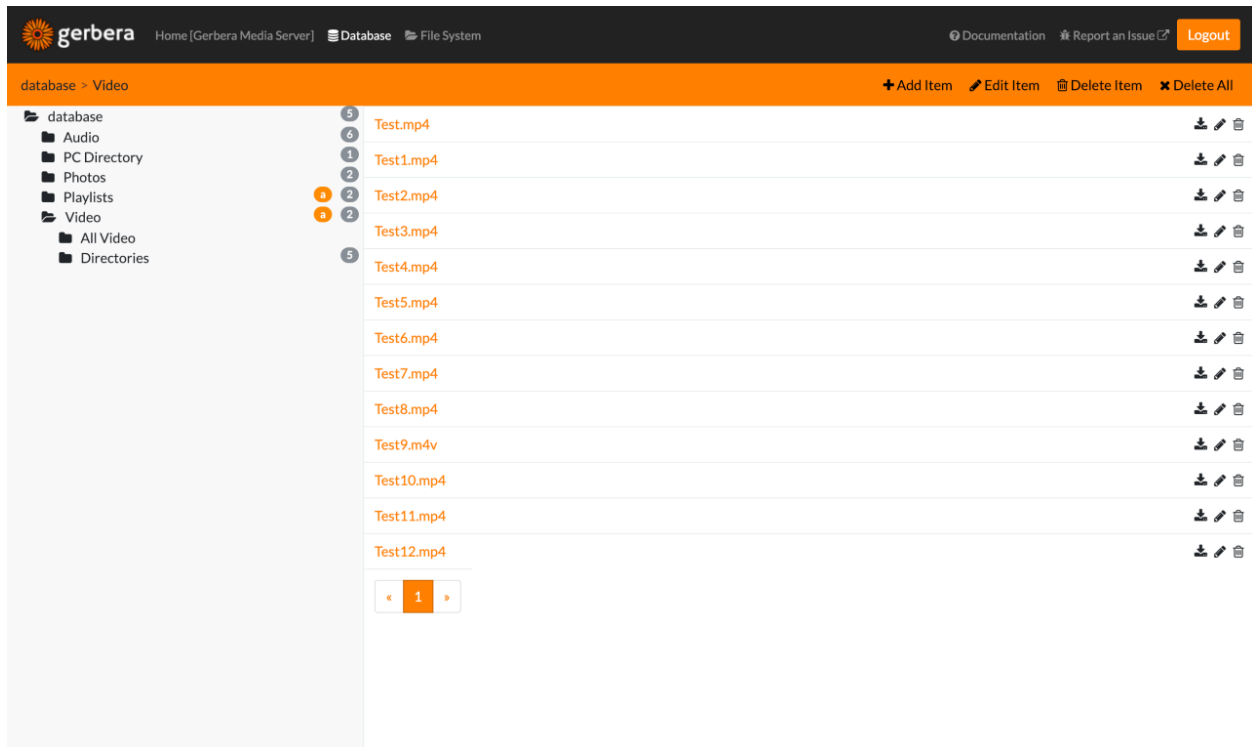 gerbera Home [Gerbera Media Server] Database File System Documentation Report an Issue Logout
database > Video Add Item Edit Item Delete Item Delete All
database 5
Audio 6
PC Directory 1
Photos 2
Playlists a 2
Video a 2
All Video
Directories 5
Test.mp4
Test1.mp4
Test2.mp4
Test3.mp4
Test4.mp4
Test5.mp4
Test6.mp4
Test7.mp4
Test8.mp4
Test9.m4v
Test10.mp4
Test11.mp4
Test12.mp4
« 1 »